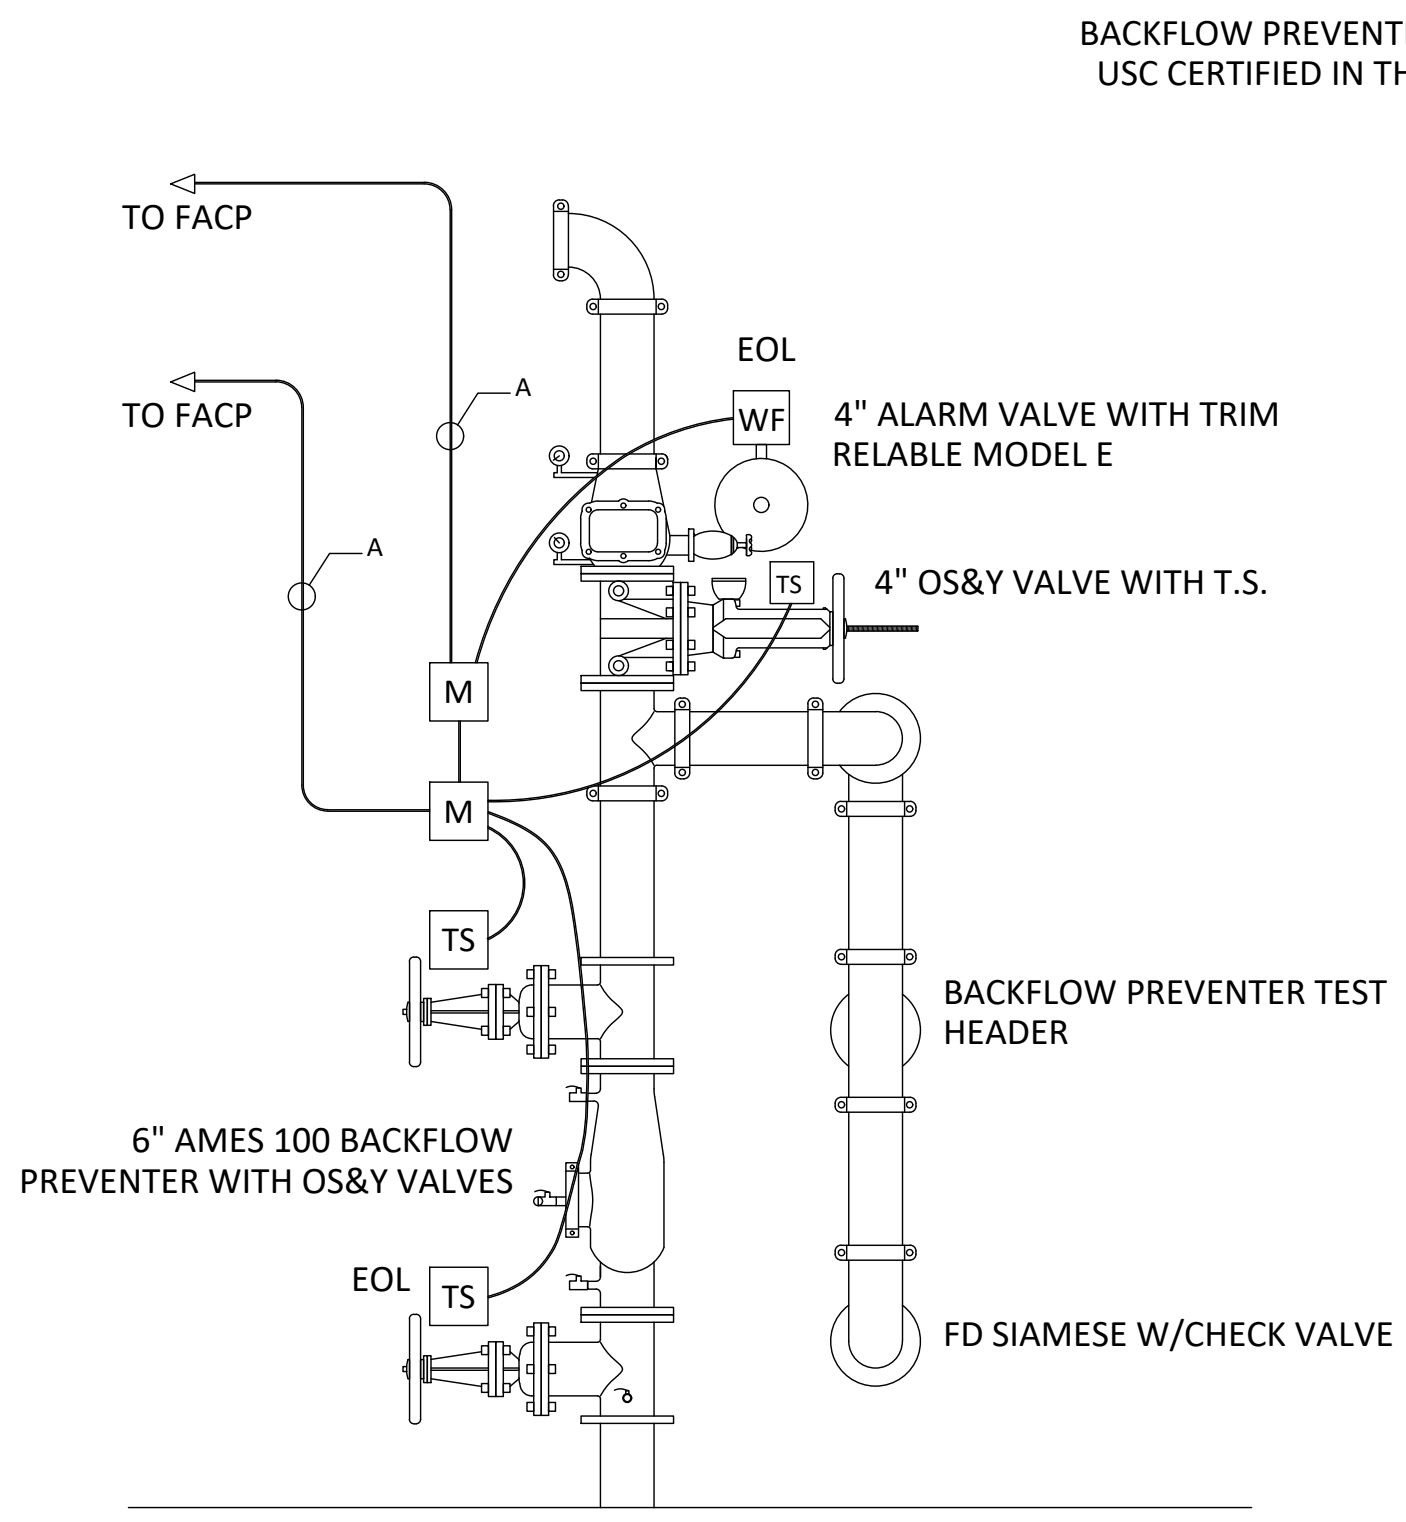 BACKFLOW PREVENT
USC CERTIFIED IN TH
TO FACP
EOL
A
TO FACP
WF
4" ALARM VALVE WITH TRIM
RELABLE MODEL E
A
TS
4" OS&Y VALVE WITH T.S.
M
M
TS
BACKFLOW PREVENTER TEST
HEADER
6" AMES 100 BACKFLOW
PREVENTER WITH OS&Y VALVES
EOL
TS
FD SIAMESE W/CHECK VALVE